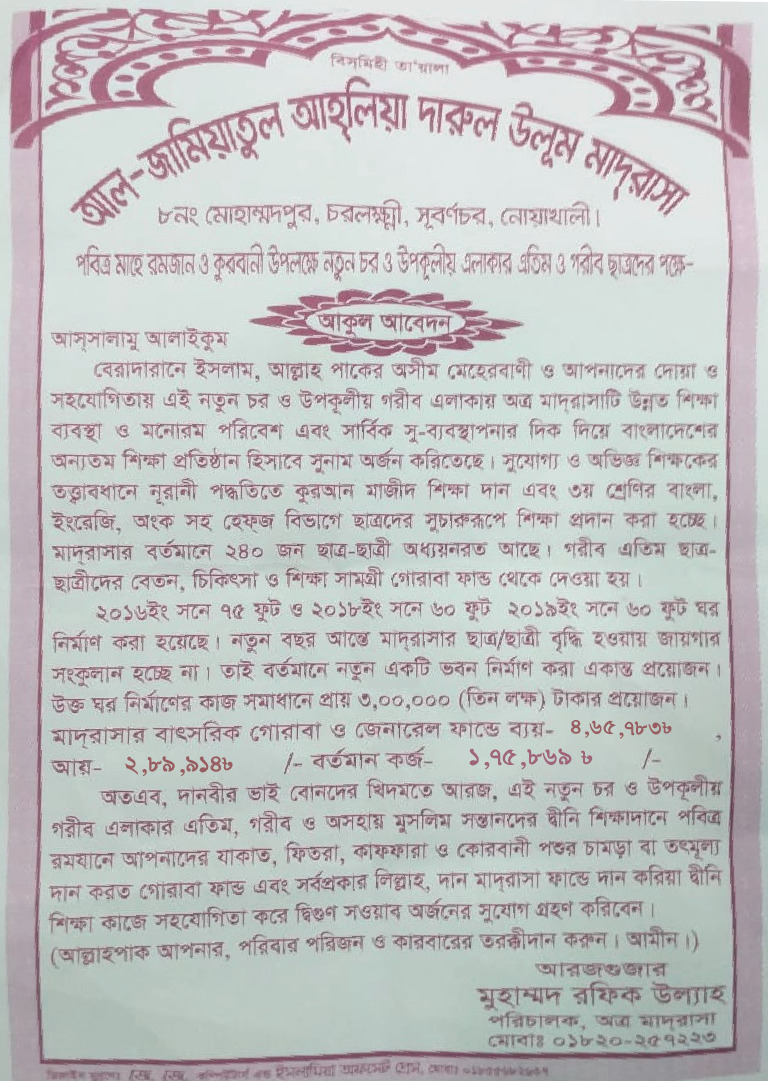 বিসমিহী তা'য়ালা
আল-জামিয়াতুল আহ্‌লিয়া দারুল উলূম মাদ্‌রাসা
৮নং মোহাম্মদপুর, চরলক্ষ্মী, সূবর্ণচর, নোয়াখালী।
পবিত্র মাহে রমজান ও কুরবানী উপলক্ষে নতুন চর ও উপকূলীয় এলাকার এতিম ও গরীব ছাত্রদের পক্ষে-
আকুল আবেদন
আস্‌সালামু আলাইকুম
বেরাদারানে ইসলাম, আল্লাহ পাকের অসীম মেহেরবাণী ও আপনাদের দোয়া ও
সহযোগিতায় এই নতুন চর ও উপকূলীয় গরীব এলাকায় অত্র মাদ্‌রাসাটি উন্নত শিক্ষা
ব্যবস্থা ও মনোরম পরিবেশ এবং সার্বিক সু-ব্যবস্থাপনার দিক দিয়ে বাংলাদেশের
অন্যতম শিক্ষা প্রতিষ্ঠান হিসাবে সুনাম অর্জন করিতেছে। সুযোগ্য ও অভিজ্ঞ শিক্ষকের
তত্ত্বাবধানে নূরানী পদ্ধতিতে কুরআন মাজীদ শিক্ষা দান এবং ৩য় শ্রেণির বাংলা,
ইংরেজি, অংক সহ হেফ্‌জ বিভাগে ছাত্রদের সুচারুরূপে শিক্ষা প্রদান করা হচ্ছে।
মাদ্‌রাসার বর্তমানে ২৪০ জন ছাত্র-ছাত্রী অধ্যয়নরত আছে। গরীব এতিম ছাত্র-
ছাত্রীদের বেতন, চিকিৎসা ও শিক্ষা সামগ্রী গোরাবা ফান্ড থেকে দেওয়া হয়।
২০১৬ইং সনে ৭৫ ফুট ও ২০১৮ইং সনে ৬০ ফুট ২০১৯ইং সনে ৬০ ফুট ঘর
নির্মাণ করা হয়েছে। নতুন বছর আন্তে মাদ্‌রাসার ছাত্র/ছাত্রী বৃদ্ধি হওয়ায় জায়গার
সংকুলান হচ্ছে না। তাই বর্তমানে নতুন একটি ভবন নির্মাণ করা একান্ত প্রয়োজন।
উক্ত ঘর নির্মাণের কাজ সমাধানে প্রায় ৩,০০,০০০ (তিন লক্ষ) টাকার প্রয়োজন।
মাদ্‌রাসার বাৎসরিক গোরাবা ও জেনারেল ফান্ডে ব্যয়- ৪,৬৫,৭৮৩৳ ,
আয়- ২,৮৯,৯১৪৳ /- বর্তমান কর্জ- ১,৭৫,৮৬৯ ৳ /-
অতএব, দানবীর ভাই বোনদের খিদমতে আরজ, এই নতুন চর ও উপকূলীয়
গরীব এলাকার এতিম, গরীব ও অসহায় মুসলিম সন্তানদের দ্বীনি শিক্ষাদানে পবিত্র
রমযানে আপনাদের যাকাত, ফিতরা, কাফফারা ও কোরবানী পশুর চামড়া বা তৎমূল্য
দান করত গোরাবা ফান্ড এবং সর্বপ্রকার লিল্লাহ, দান মাদ্‌রাসা ফান্ডে দান করিয়া দ্বীনি
শিক্ষা কাজে সহযোগিতা করে দ্বিগুণ সওয়াব অর্জনের সুযোগ গ্রহণ করিবেন।
(আল্লাহপাক আপনার, পরিবার পরিজন ও কারবারের তরক্কীদান করুন। আমীন।)
আরজগুজার
মুহাম্মদ রফিক উল্যাহ
পরিচালক, অত্র মাদ্‌রাসা
মোবাঃ ০১৮২০-২৫৭২২৩
ইসলামিয়া অফসেট প্রেস,